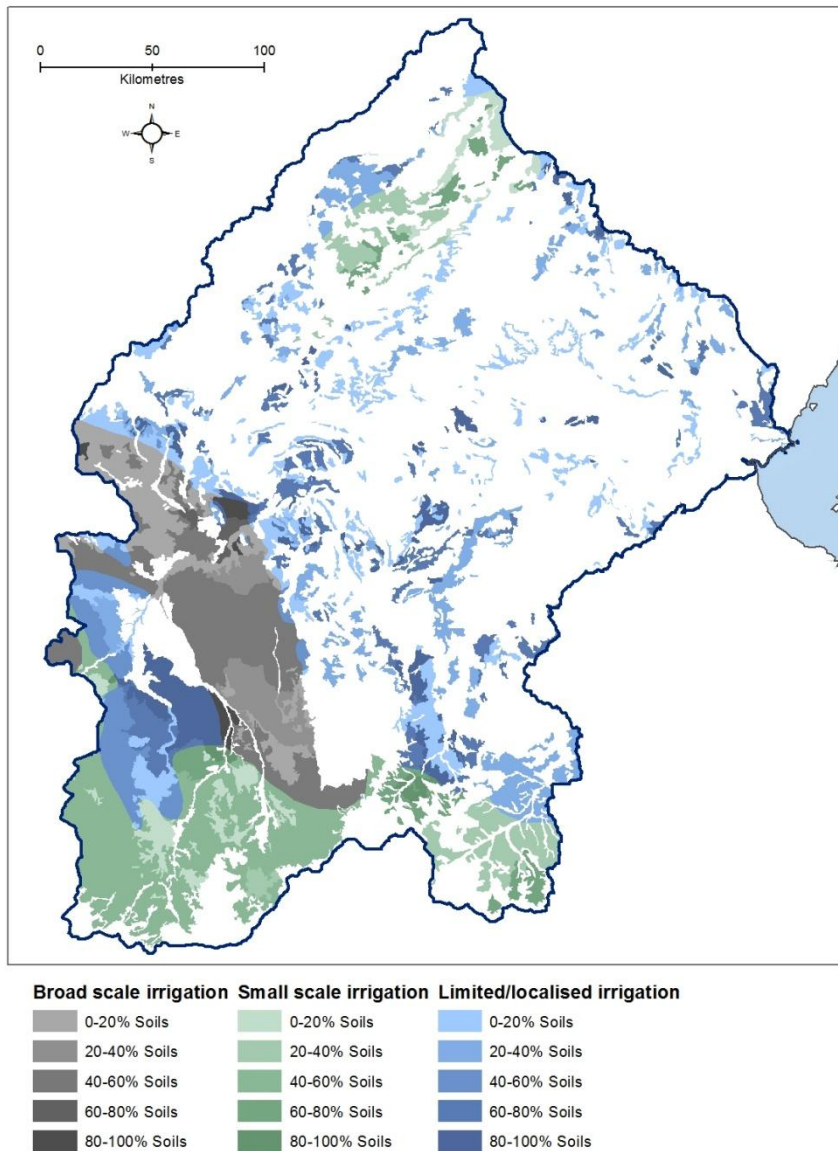 0 50 100
Kilometres
N
W E
S
Broad scale irrigation Small scale irrigation Limited/localised irrigation
0-20% Soils 0-20% Soils 0-20% Soils
20-40% Soils 20-40% Soils 20-40% Soils
40-60% Soils 40-60% Soils 40-60% Soils
60-80% Soils 60-80% Soils 60-80% Soils
80-100% Soils 80-100% Soils 80-100% Soils